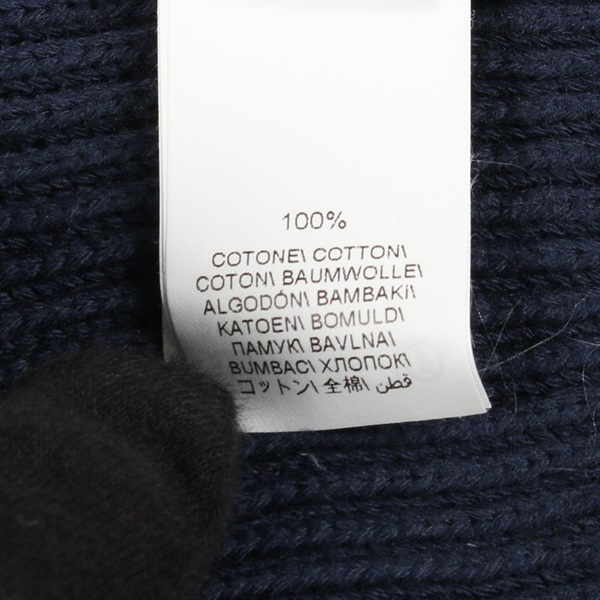 100%
COTONE\ COTTON\
COTON\ BAUMWOLLE\
ALGODÓN\ BAMBAKI\
KATOEN\ BOMULD\
ПАМУК\ BAVLNA\
BUMBAC\ ХЛОПОК\
コットン\ 全棉\ قطن